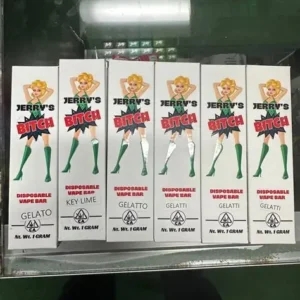 JERRY'S
BITCH
DISPOSABLE
VAPE BAR
GELATO
Nt. Wt. 1 GRAM
JERRY'S
BITCH
DISPOSABLE
VAPE BAR
KEY LIME
Nt. Wt. 1 GRAM
JERRY'S
BITCH
DISPOSABLE
VAPE BAR
GELATTO
Nt. Wt. 1 GRAM
JERRY'S
BITCH
DISPOSABLE
VAPE BAR
GELATTI
Nt. Wt. 1 GRAM
JERRY'S
BITCH
DISPOSABLE
VAPE BAR
GELATTI
Nt. Wt. 1 GRAM
JERRY'S
BITCH
DISPOSABLE
VAPE BAR
GELATTI
Nt. Wt. 1 GRAM